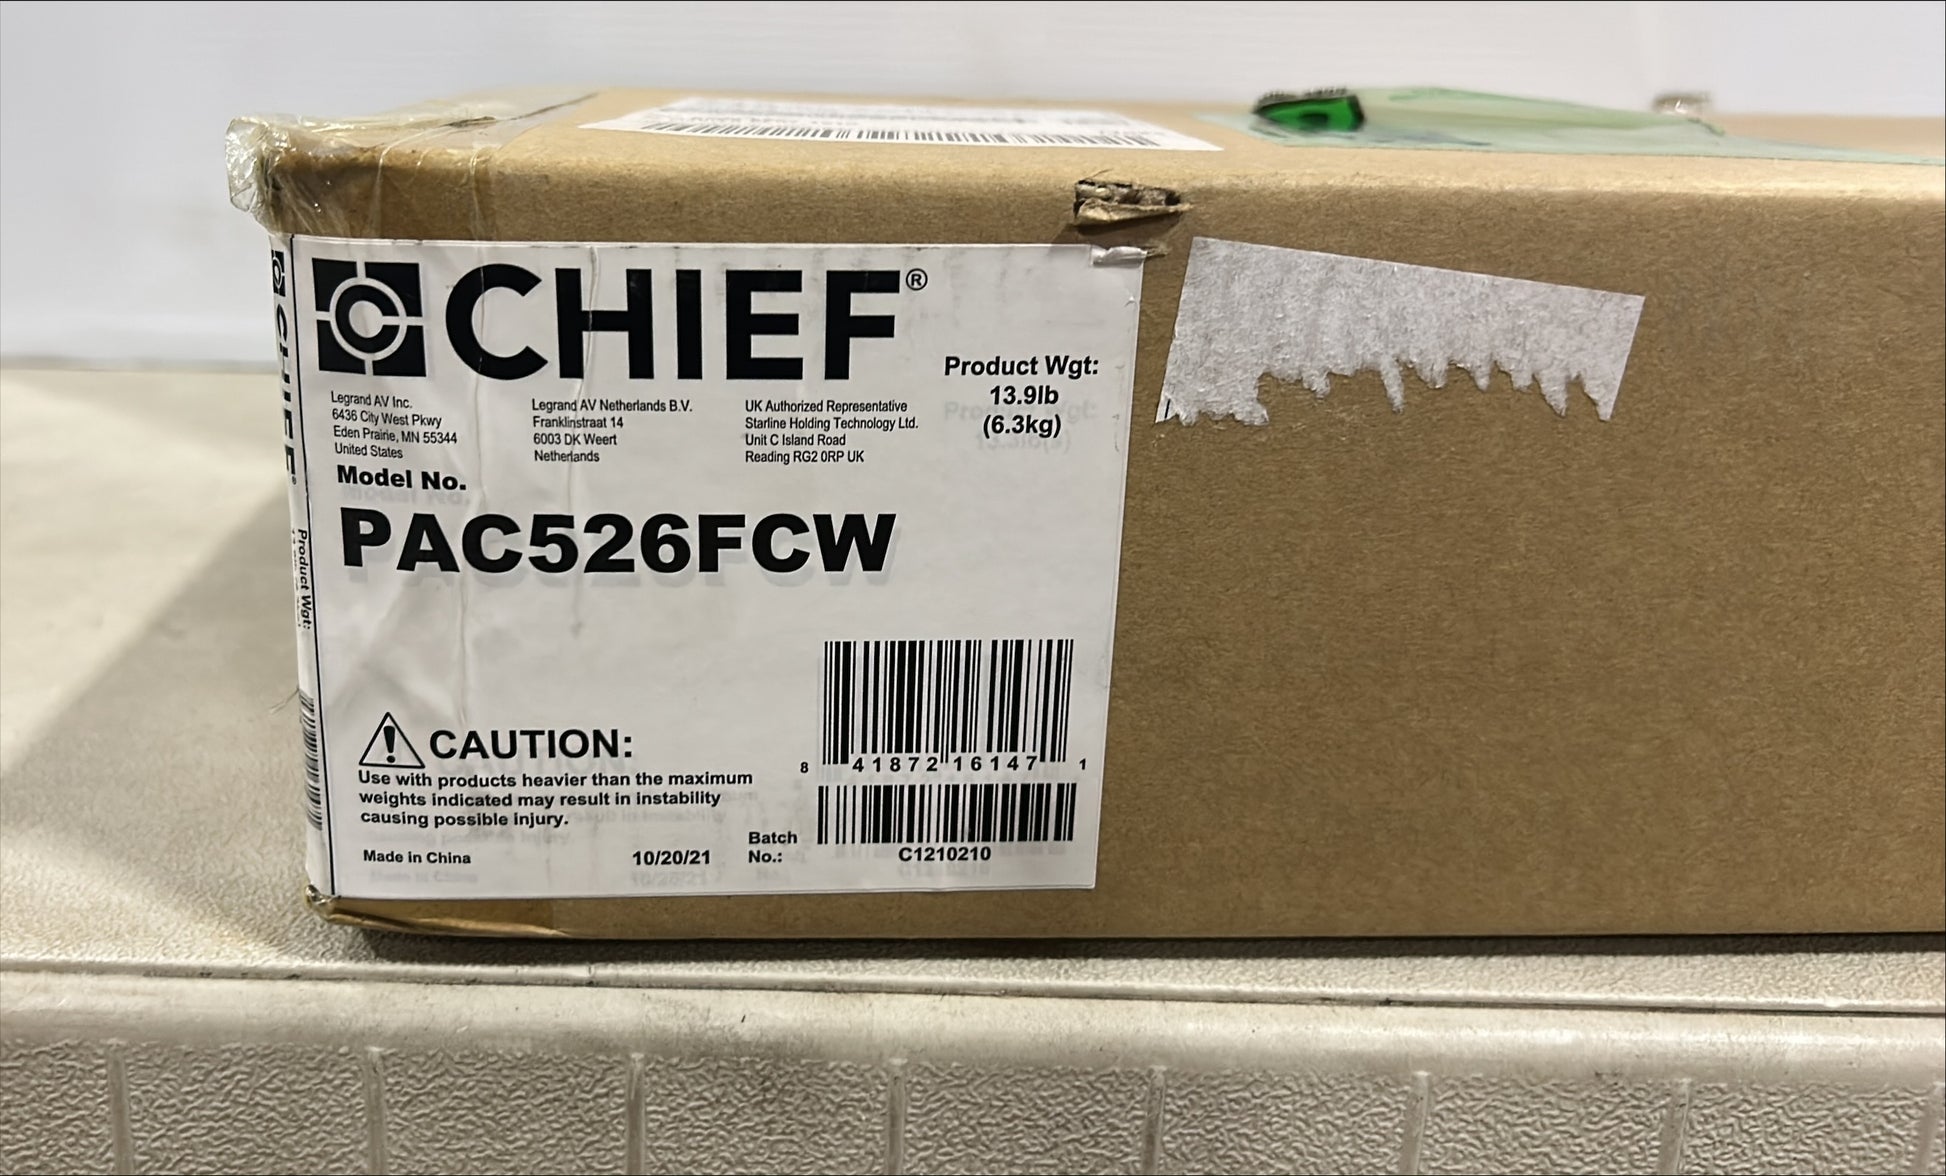 CHIEF®
Product Wgt:
13.9lb
(6.3kg)
Legrand AV Inc.
6436 City West Pkwy
Eden Prairie, MN 55344
United States
Legrand AV Netherlands B.V.
Franklinstraat 14
6003 DK Weert
Netherlands
UK Authorized Representative
Starline Holding Technology Ltd.
Unit C Island Road
Reading RG2 0RP UK
Model No.
PAC526FCW
CAUTION:
Use with products heavier than the maximum
weights indicated may result in instability
causing possible injury.
Made in China
10/20/21
8 41872 16147 1
Batch
No.:
C1210210
CHIEF®
Product Wgt: